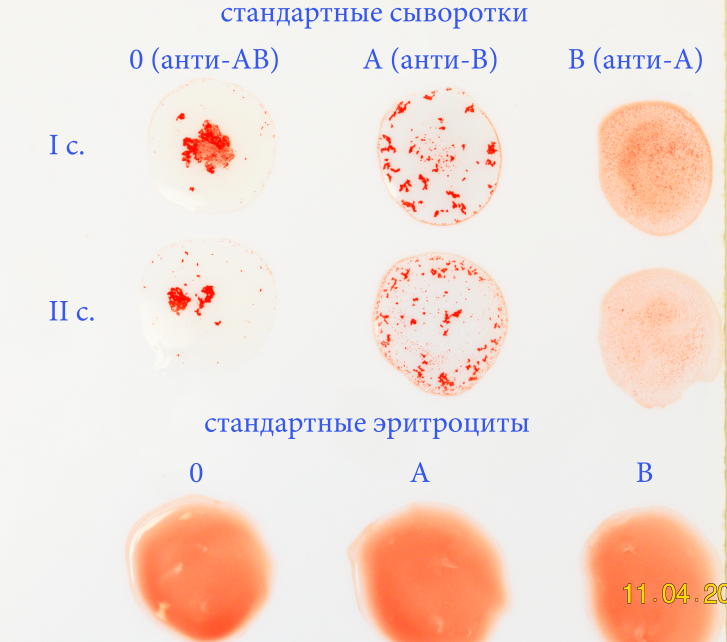 стандартные сыворотки
0 (анти-АВ) А (анти-В) В (анти-А)
I с.
II с.
стандартные эритроциты
0 А В
11.04.20